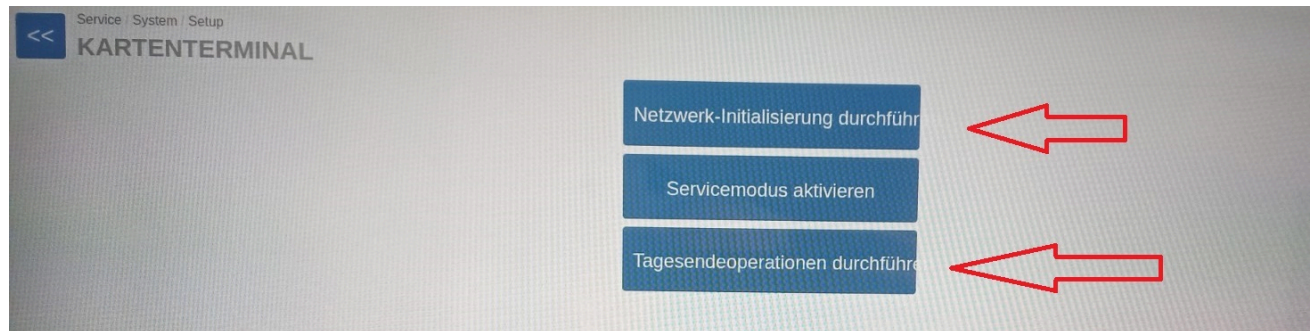 <<
Service / System / Setup
KARTENTERMINAL
Netzwerk-Initialisierung durchführ
Servicemodus aktivieren
Tagesendeoperationen durchführe